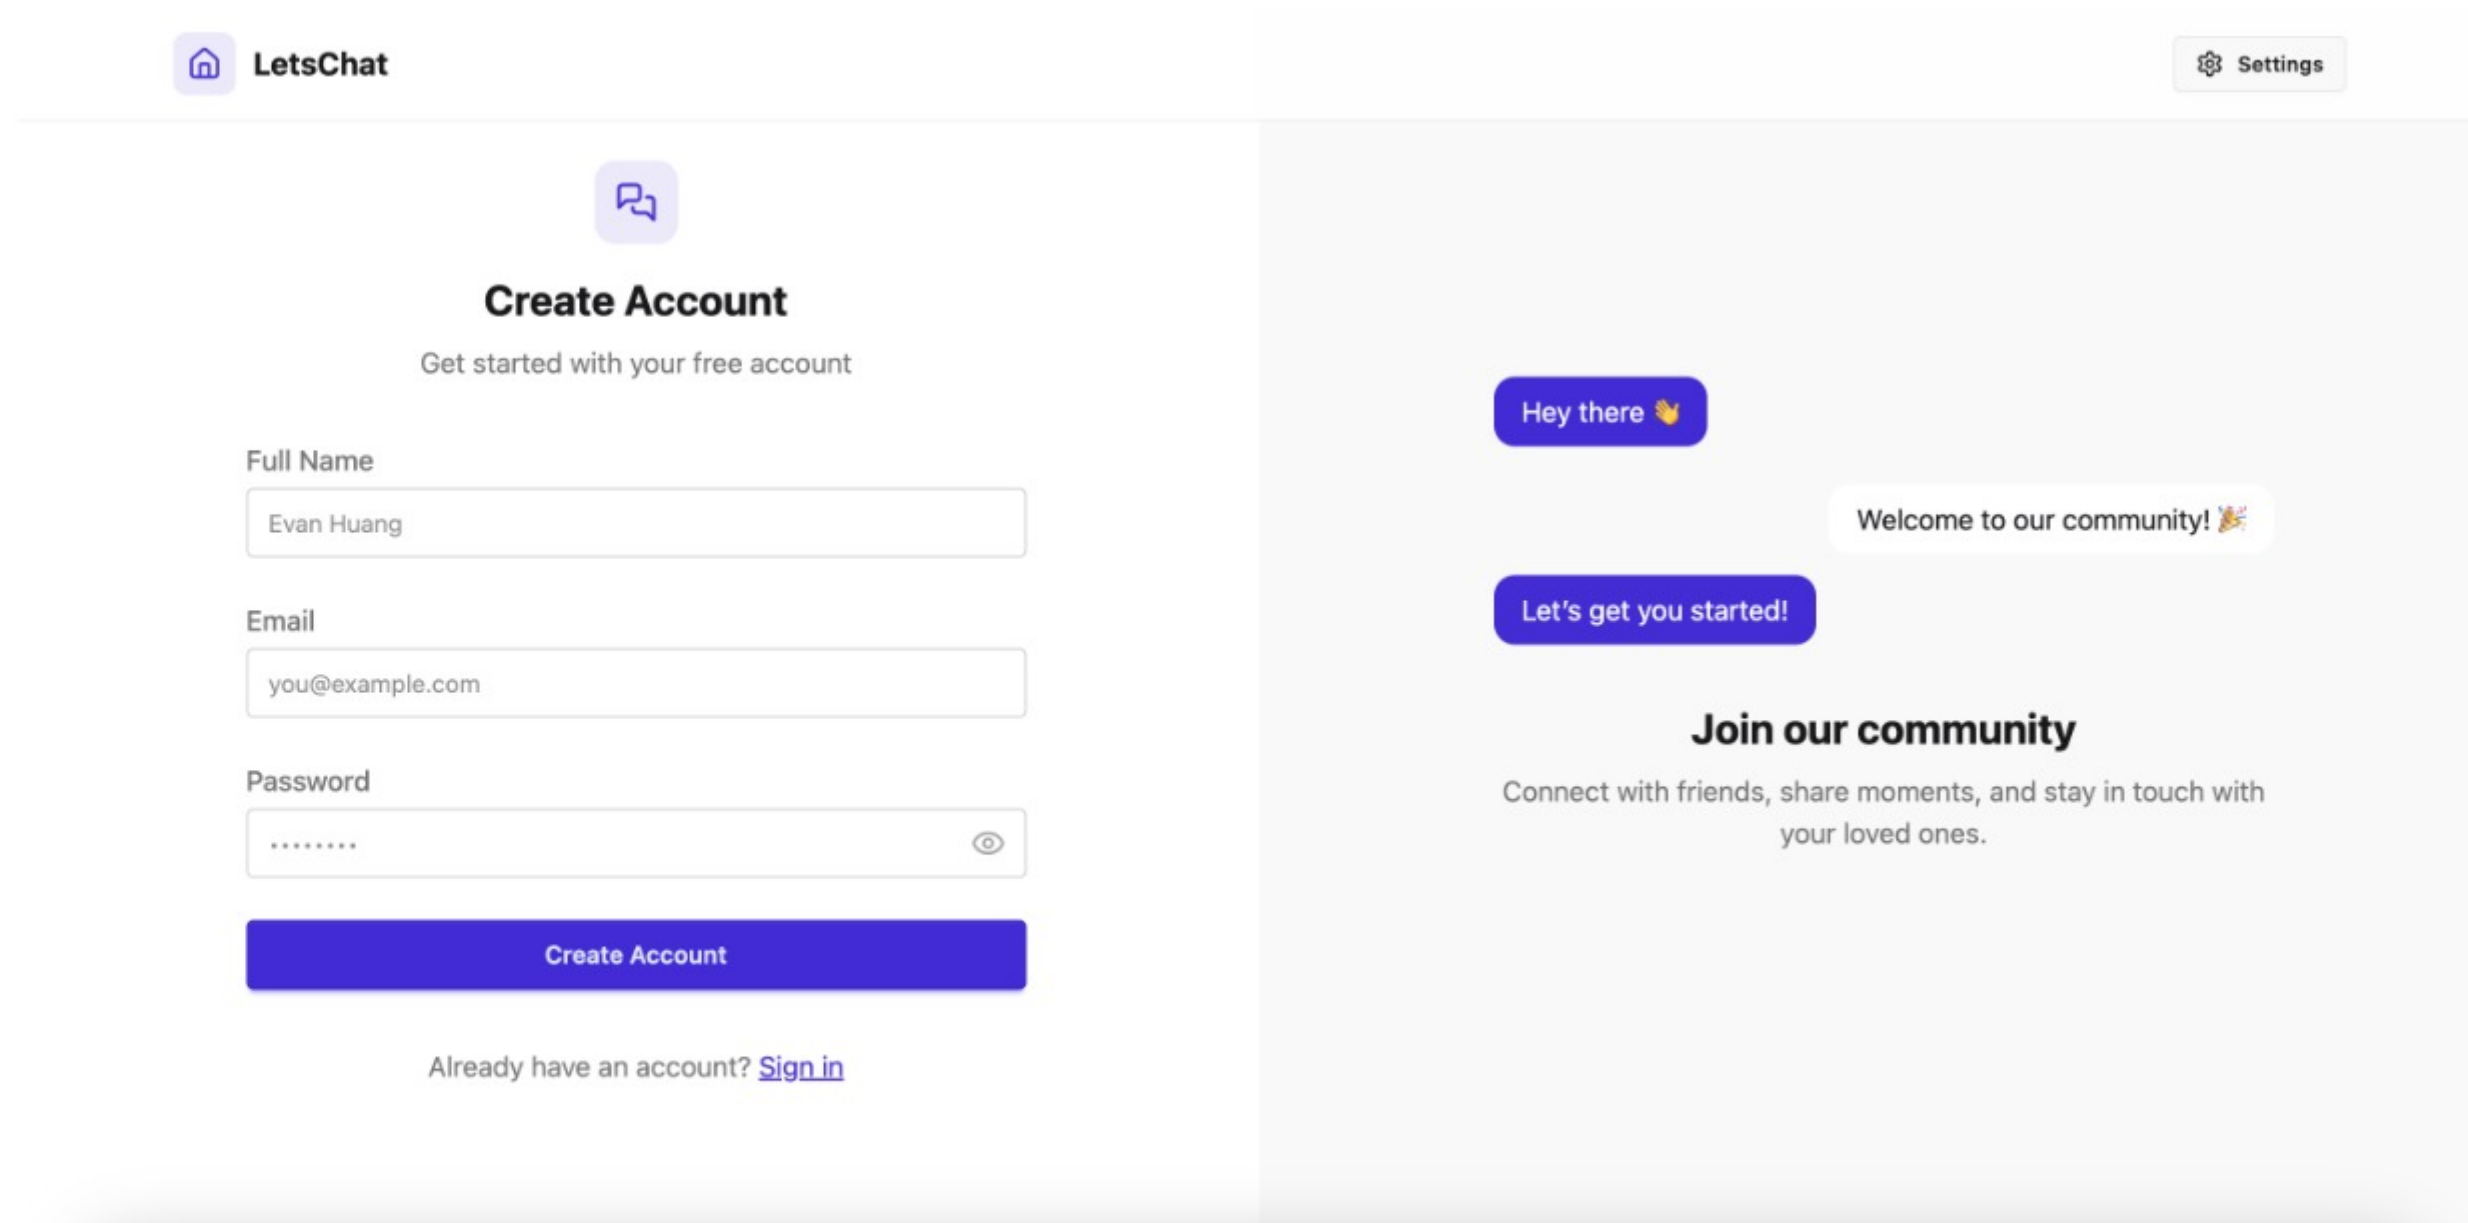 LetsChat
Settings
Create Account
Get started with your free account
Full Name
Evan Huang
Email
you@example.com
Password
••••••••
Create Account
Already have an account? Sign in
Hey there 👋
Welcome to our community! 🎉
Let's get you started!
Join our community
Connect with friends, share moments, and stay in touch with
your loved ones.